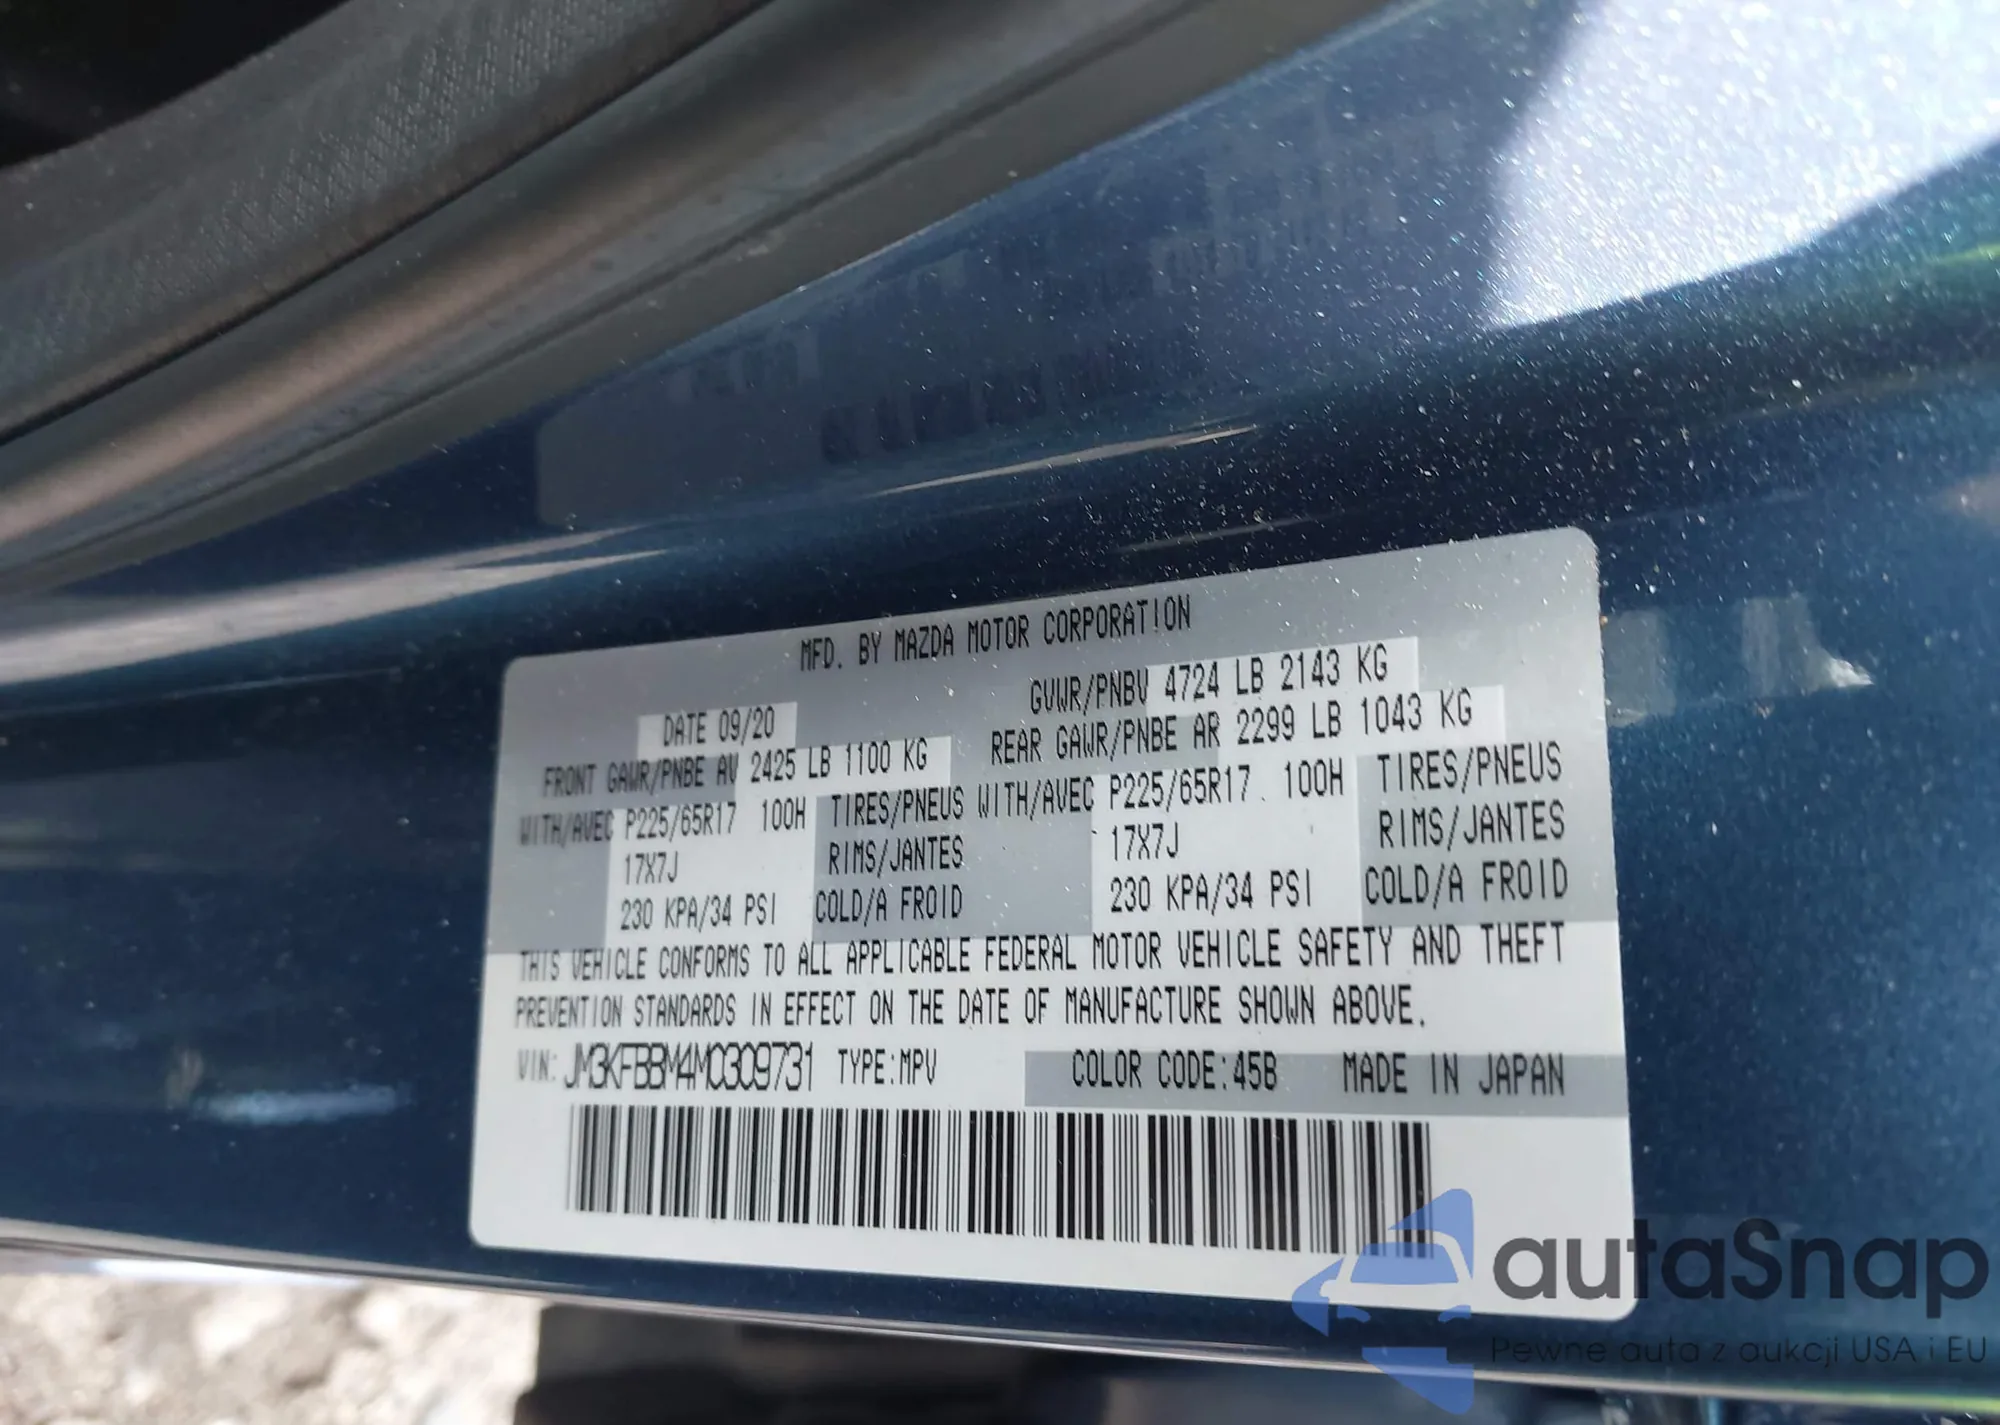 MFD. BY MAZDA MOTOR CORPORATION
DATE 09/20 GVWR/PNBV 4724 LB 2143 KG
FRONT GAWR/PNBE AV 2425 LB 1100 KG REAR GAWR/PNBE AR 2299 LB 1043 KG
WITH/AVEC P225/65R17 100H TIRES/PNEUS WITH/AVEC P225/65R17 100H TIRES/PNEUS
17X7J RIMS/JANTES 17X7J RIMS/JANTES
230 KPA/34 PSI COLD/A FROID 230 KPA/34 PSI COLD/A FROID
THIS VEHICLE CONFORMS TO ALL APPLICABLE FEDERAL MOTOR VEHICLE SAFETY AND THEFT
PREVENTION STANDARDS IN EFFECT ON THE DATE OF MANUFACTURE SHOWN ABOVE.
VIN: JM3KFBBM4M0309731 TYPE:MPV COLOR CODE:45B MADE IN JAPAN
autaSnap
Pewne auta z aukcji USA i EU